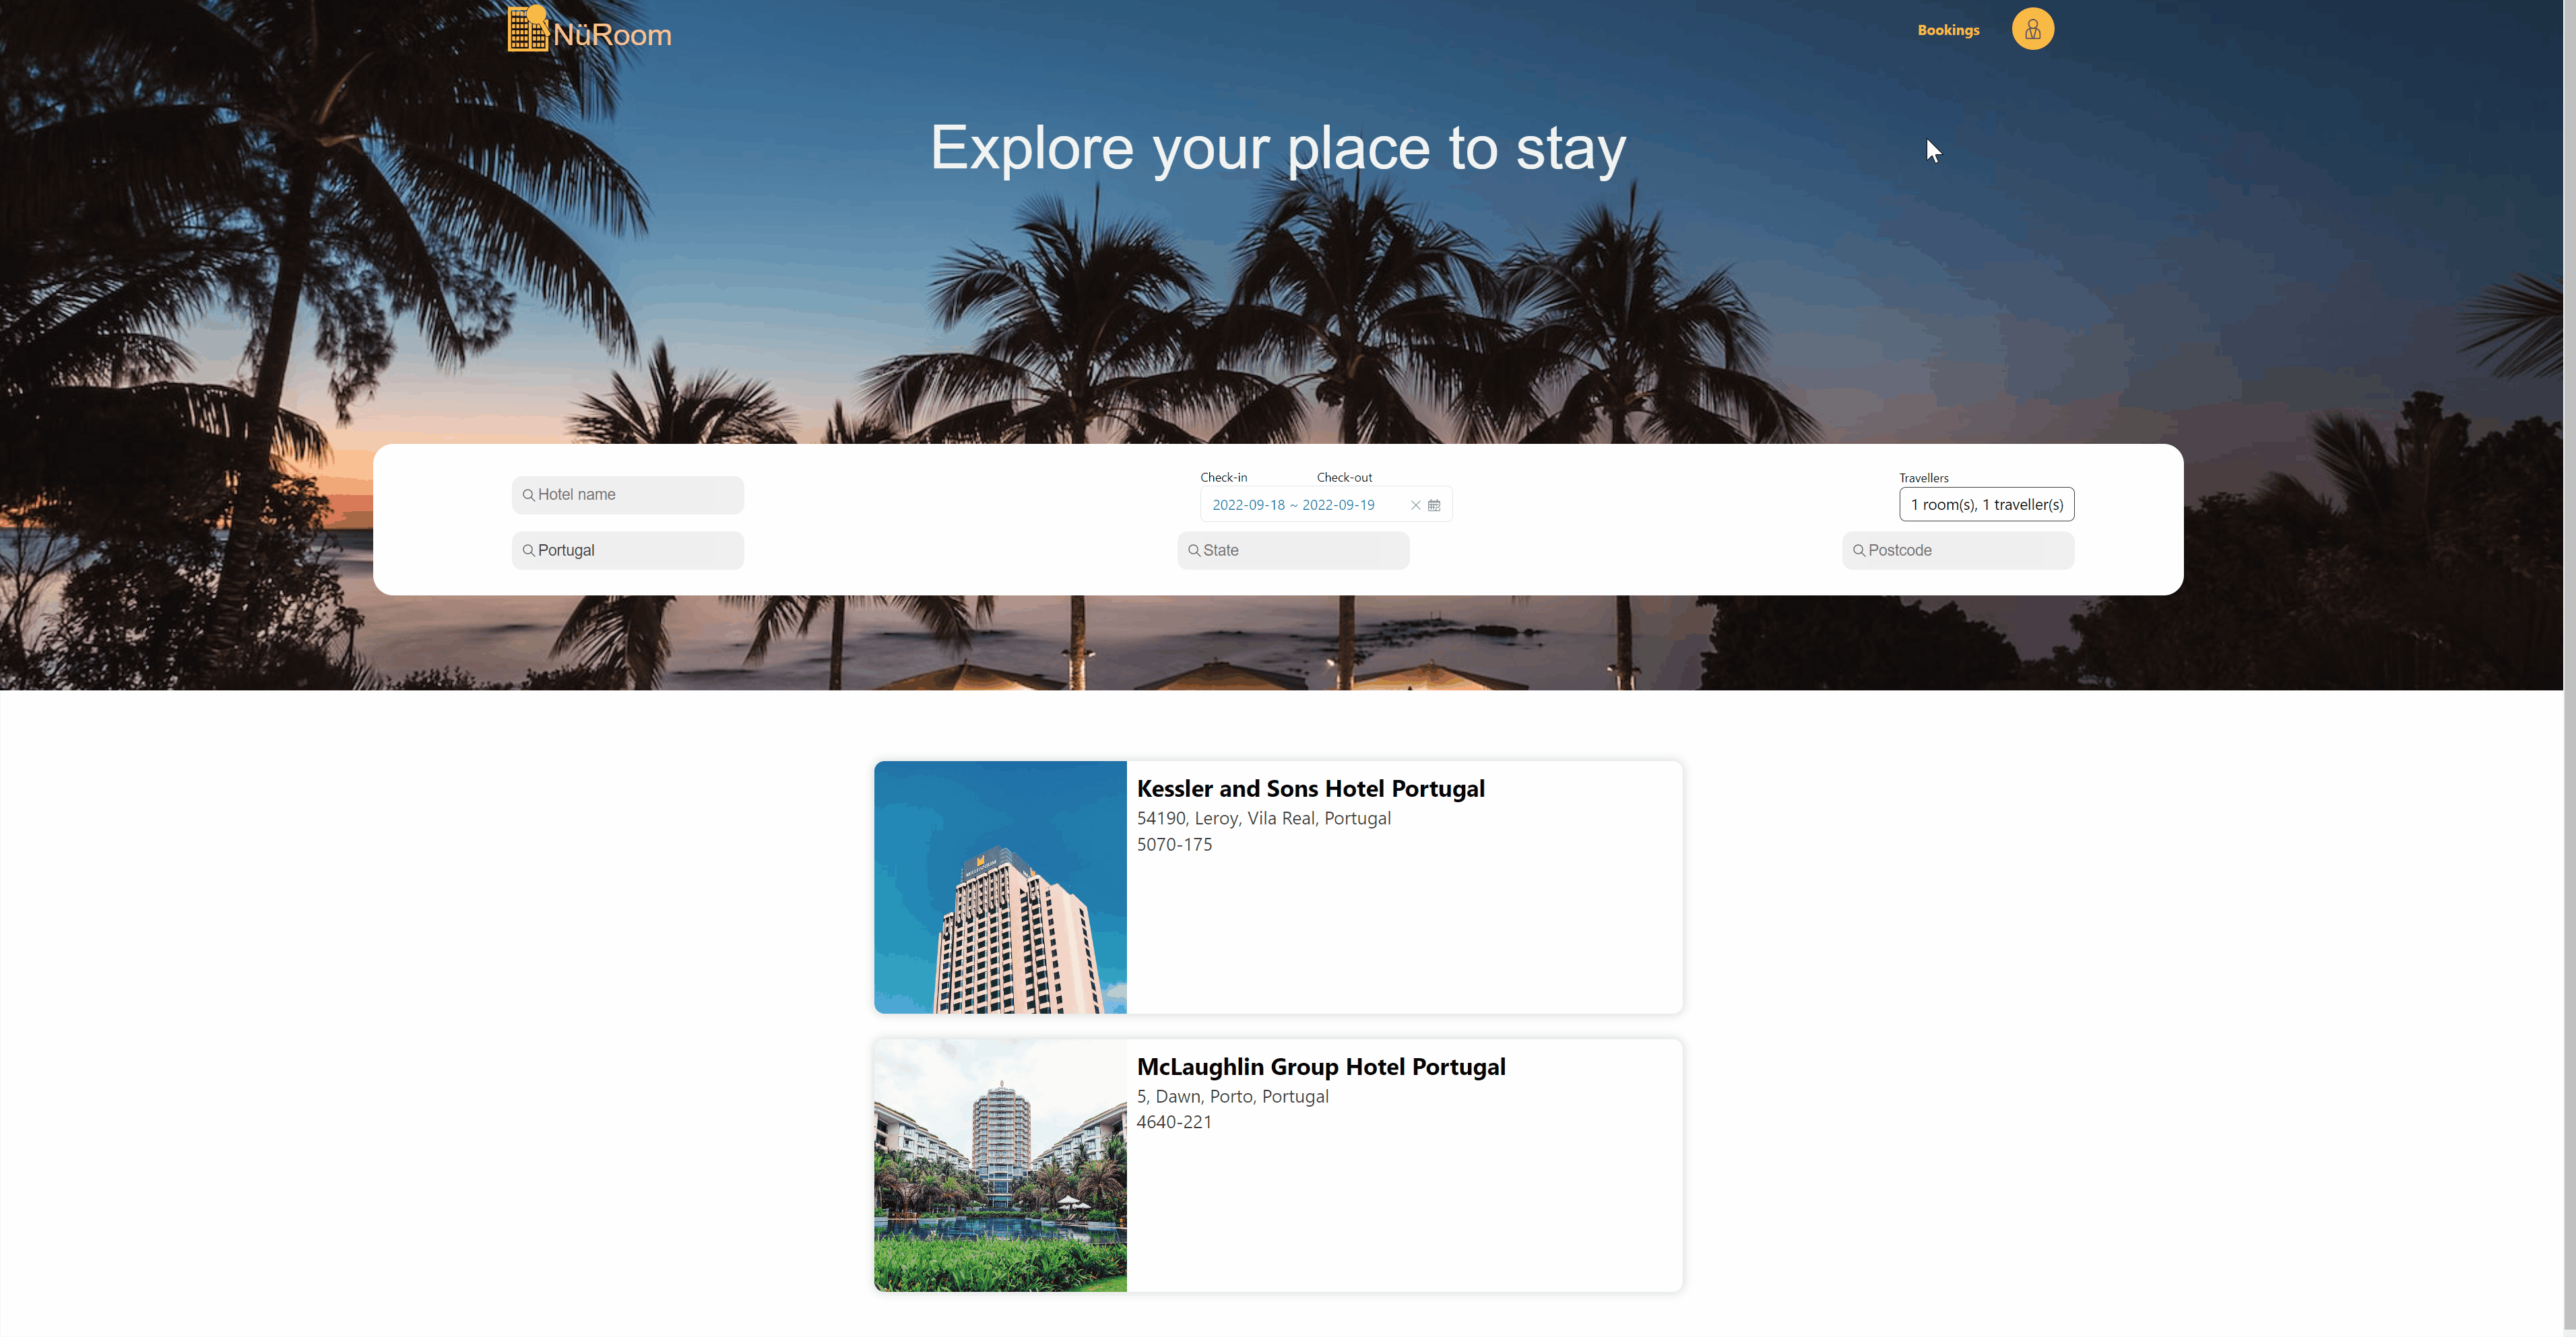 NüRoom
Bookings
Explore your place to stay
Hotel name
Check-in Check-out
2022-09-18 ~ 2022-09-19
Travellers
1 room(s), 1 traveller(s)
Portugal
State
Postcode
Kessler and Sons Hotel Portugal
54190, Leroy, Vila Real, Portugal
5070-175
McLaughlin Group Hotel Portugal
5, Dawn, Porto, Portugal
4640-221